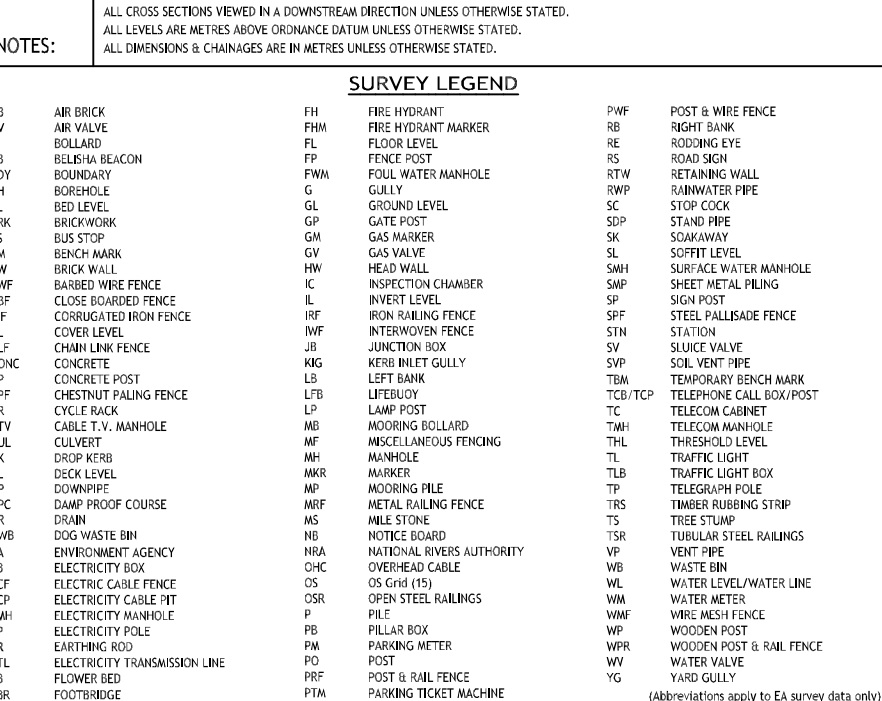 ALL CROSS SECTIONS VIEWED IN A DOWNSTREAM DIRECTION UNLESS OTHERWISE STATED.
ALL LEVELS ARE METRES ABOVE ORDNANCE DATUM UNLESS OTHERWISE STATED.
NOTES: ALL DIMENSIONS & CHAINAGES ARE IN METRES UNLESS OTHERWISE STATED.
SURVEY LEGEND
B AIR BRICK
V AIR VALVE
BOLLARD
B BELISHA BEACON
DY BOUNDARY
H BOREHOLE
L BED LEVEL
RK BRICKWORK
S BUS STOP
M BENCH MARK
W BRICK WALL
WF BARBED WIRE FENCE
BF CLOSE BOARDED FENCE
F CORRUGATED IRON FENCE
L COVER LEVEL
LF CHAIN LINK FENCE
ONC CONCRETE
P CONCRETE POST
PF CHESTNUT PALING FENCE
R CYCLE RACK
TV CABLE T.V. MANHOLE
UL CULVERT
K DROP KERB
L DECK LEVEL
P DOWNPIPE
PC DAMP PROOF COURSE
R DRAIN
WB DOG WASTE BIN
A ENVIRONMENT AGENCY
B ELECTRICITY BOX
CF ELECTRIC CABLE FENCE
CP ELECTRICITY CABLE PIT
MH ELECTRICITY MANHOLE
P ELECTRICITY POLE
R EARTHING ROD
TL ELECTRICITY TRANSMISSION LINE
B FLOWER BED
BR FOOTBRIDGE
FH FIRE HYDRANT
FHM FIRE HYDRANT MARKER
FL FLOOR LEVEL
FP FENCE POST
FWM FOUL WATER MANHOLE
G GULLY
GL GROUND LEVEL
GP GATE POST
GM GAS MARKER
GV GAS VALVE
HW HEAD WALL
IC INSPECTION CHAMBER
IL INVERT LEVEL
IRF IRON RAILING FENCE
IWF INTERWOVEN FENCE
JB JUNCTION BOX
KIG KERB INLET GULLY
LB LEFT BANK
LFB LIFEBUOY
LP LAMP POST
MB MOORING BOLLARD
MF MISCELLANEOUS FENCING
MH MANHOLE
MKR MARKER
MP MOORING PILE
MRF METAL RAILING FENCE
MS MILE STONE
NB NOTICE BOARD
NRA NATIONAL RIVERS AUTHORITY
OHC OVERHEAD CABLE
OS OS Grid (15)
OSR OPEN STEEL RAILINGS
P PILE
PB PILLAR BOX
PM PARKING METER
PO POST
PRF POST & RAIL FENCE
PTM PARKING TICKET MACHINE
PWF POST & WIRE FENCE
RB RIGHT BANK
RE RODDING EYE
RS ROAD SIGN
RTW RETAINING WALL
RWP RAINWATER PIPE
SC STOP COCK
SDP STAND PIPE
SK SOAKAWAY
SL SOFFIT LEVEL
SMH SURFACE WATER MANHOLE
SMP SHEET METAL PILING
SP SIGN POST
SPF STEEL PALLISADE FENCE
STN STATION
SV SLUICE VALVE
SVP SOIL VENT PIPE
TBM TEMPORARY BENCH MARK
TCB/TCP TELEPHONE CALL BOX/POST
TC TELECOM CABINET
TMH TELECOM MANHOLE
THL THRESHOLD LEVEL
TL TRAFFIC LIGHT
TLB TRAFFIC LIGHT BOX
TP TELEGRAPH POLE
TRS TIMBER RUBBING STRIP
TS TREE STUMP
TSR TUBULAR STEEL RAILINGS
VP VENT PIPE
WB WASTE BIN
WL WATER LEVEL/WATER LINE
WM WATER METER
WMF WIRE MESH FENCE
WP WOODEN POST
WPR WOODEN POST & RAIL FENCE
WV WATER VALVE
YG YARD GULLY
(Abbreviations apply to EA survey data only)